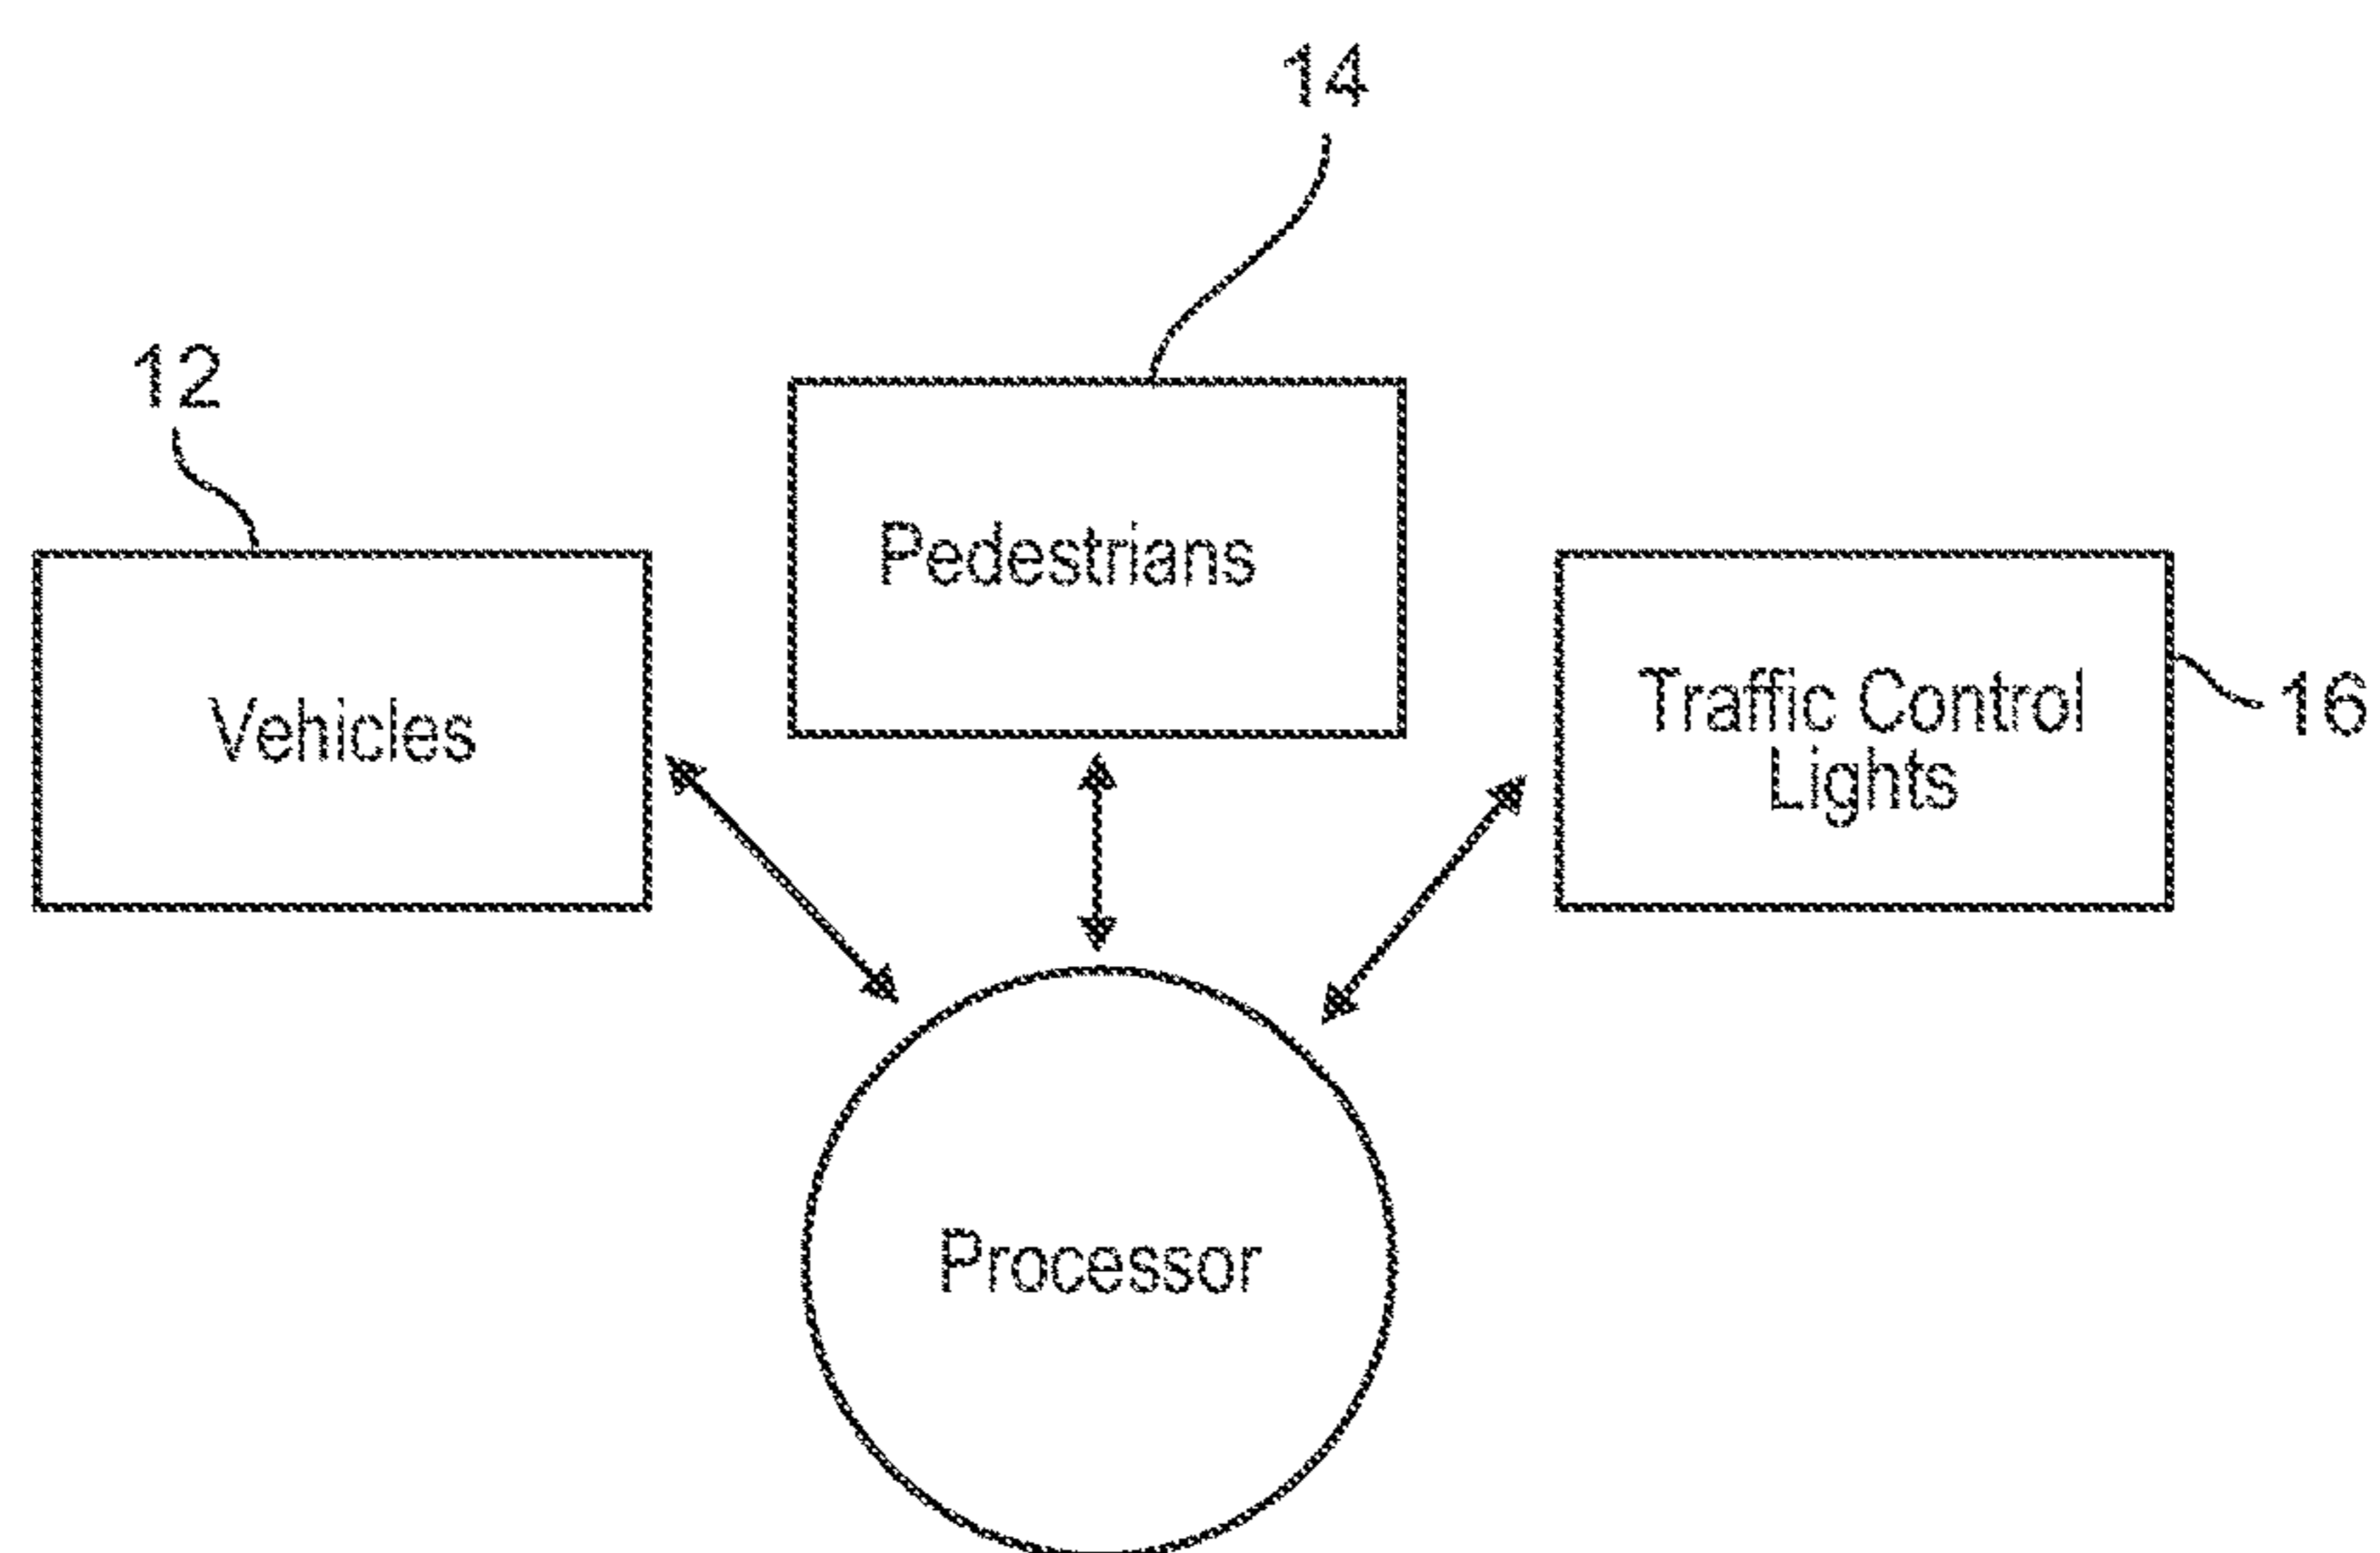 14
12
Pedestrians
Vehicles
Traffic Control
Lights
16
Processor